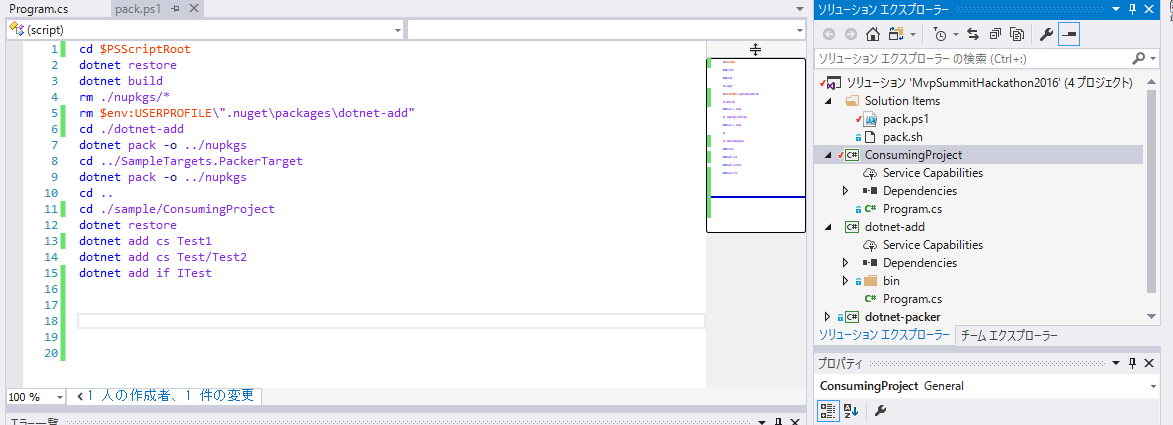 Program.cs
pack.ps1
(script)
1 cd $PSScriptRoot
2 dotnet restore
3 dotnet build
4 rm ./nupkgs/*
5 rm $env:USERPROFILE\".nuget\packages\dotnet-add"
6 cd ./dotnet-add
7 dotnet pack -o ../nupkgs
8 cd ../SampleTargets.PackerTarget
9 dotnet pack -o ../nupkgs
10 cd ..
11 cd ./sample/ConsumingProject
12 dotnet restore
13 dotnet add cs Test1
14 dotnet add cs Test/Test2
15 dotnet add if ITest
16
17
18
19
20
100 %
1 人の作成者、1 件の変更
エラー一覧
ソリューション エクスプローラー
ソリューション エクスプローラー の検索 (Ctrl+:)
ソリューション 'MvpSummitHackathon2016' (4 プロジェクト)
Solution Items
pack.ps1
pack.sh
C# ConsumingProject
Service Capabilities
Dependencies
C# Program.cs
C# dotnet-add
Service Capabilities
Dependencies
bin
C# Program.cs
C# dotnet-packer
ソリューション エクスプローラー
チーム エクスプローラー
プロパティ
ConsumingProject General